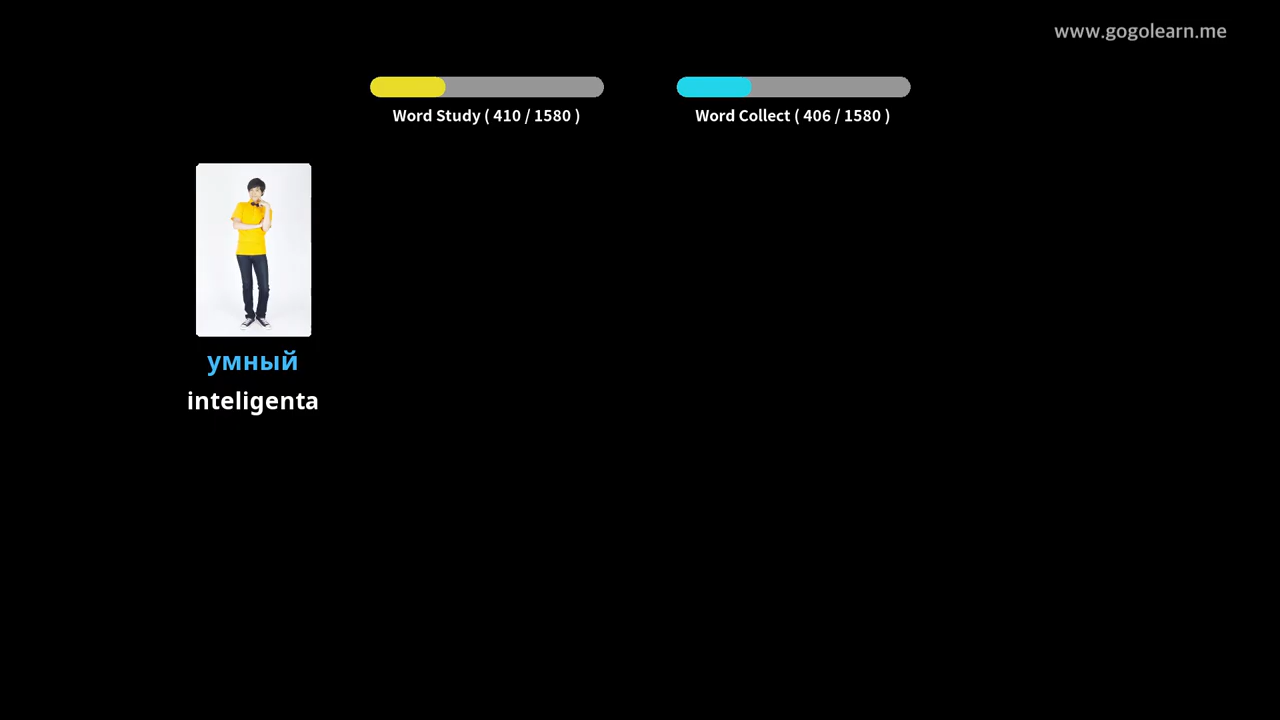 www.gogolearn.me
Word Study ( 410 / 1580 )
Word Collect ( 406 / 1580 )
умный
inteligenta